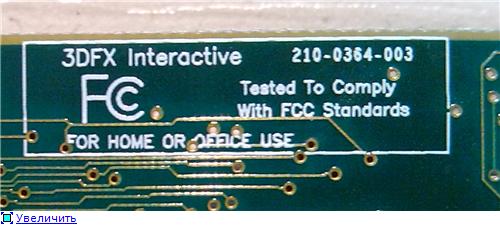 3DFX Interactive 210-0364-003
FC Tested To Comply
With FCC Standards
FOR HOME OR OFFICE USE
Увеличить